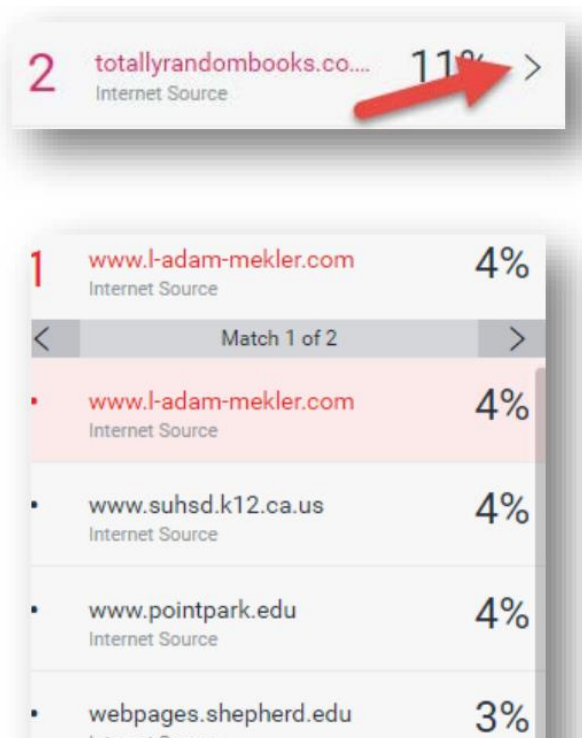 2 totallyrandombooks.co.... 11% >
Internet Source
1 www.l-adam-mekler.com 4%
Internet Source
< Match 1 of 2 >
• www.l-adam-mekler.com 4%
Internet Source
• www.suhsd.k12.ca.us 4%
Internet Source
• www.pointpark.edu 4%
Internet Source
• webpages.shepherd.edu 3%